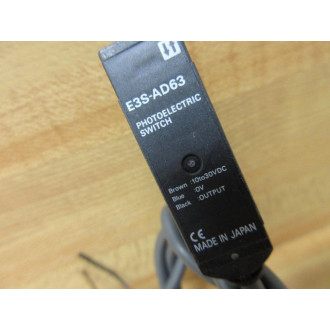 E3S-AD63
PHOTOELECTRIC
SWITCH
Brown :10to30VDC
Blue :0V
Black :OUTPUT
CE
MADE IN JAPAN